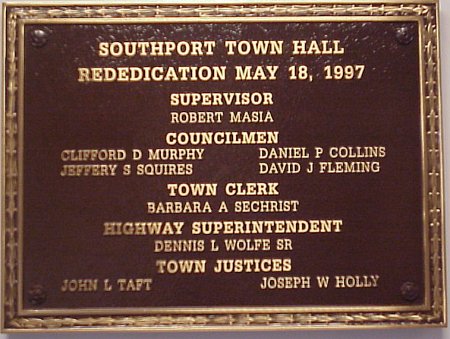 SOUTHPORT TOWN HALL
REDEDICATION MAY 18, 1997
SUPERVISOR
ROBERT MASIA
COUNCILMEN
CLIFFORD D MURPHY DANIEL P COLLINS
JEFFERY S SQUIRES DAVID J FLEMING
TOWN CLERK
BARBARA A SECHRIST
HIGHWAY SUPERINTENDENT
DENNIS L WOLFE SR
TOWN JUSTICES
JOHN L TAFT JOSEPH W HOLLY